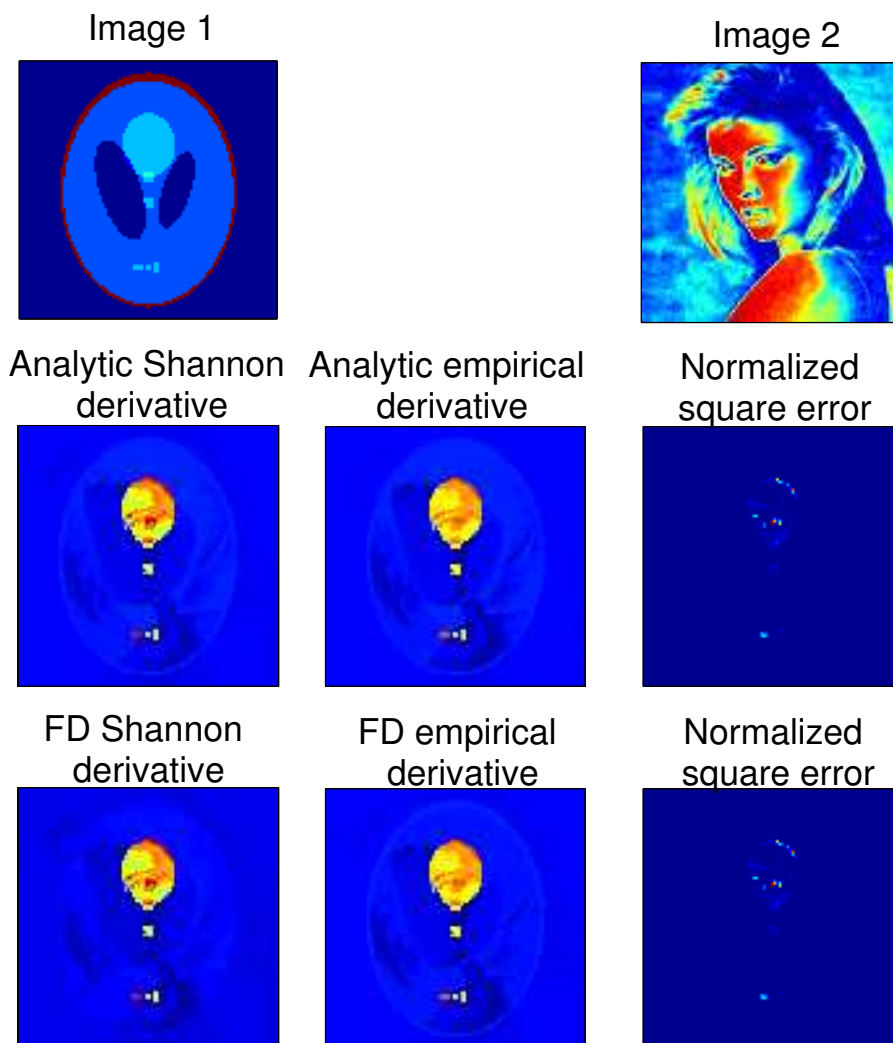 Image 1
Image 2
Analytic Shannon
derivative
Analytic empirical
derivative
Normalized
square error
FD Shannon
derivative
FD empirical
derivative
Normalized
square error